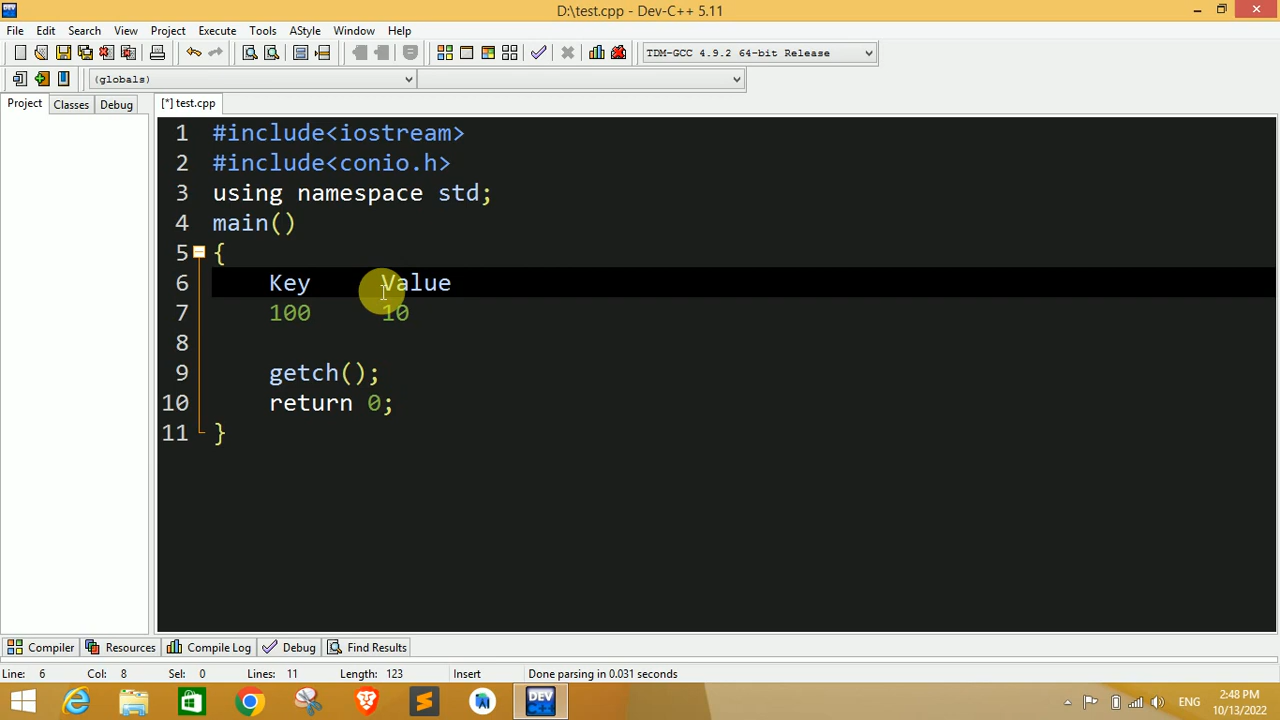 D:\test.cpp - Dev-C++ 5.11
File Edit Search View Project Execute Tools AStyle Window Help
TDM-GCC 4.9.2 64-bit Release
(globals)
Project Classes Debug [*] test.cpp
1 #include<iostream>
2 #include<conio.h>
3 using namespace std;
4 main()
5 {
6 Key Value
7 100 10
8
9 getch();
10 return 0;
11 }
Compiler Resources Compile Log Debug Find Results
Line: 6 Col: 8 Sel: 0 Lines: 11 Length: 123 Insert Done parsing in 0.031 seconds
DEV C++ ENG 2:48 PM
10/13/2022